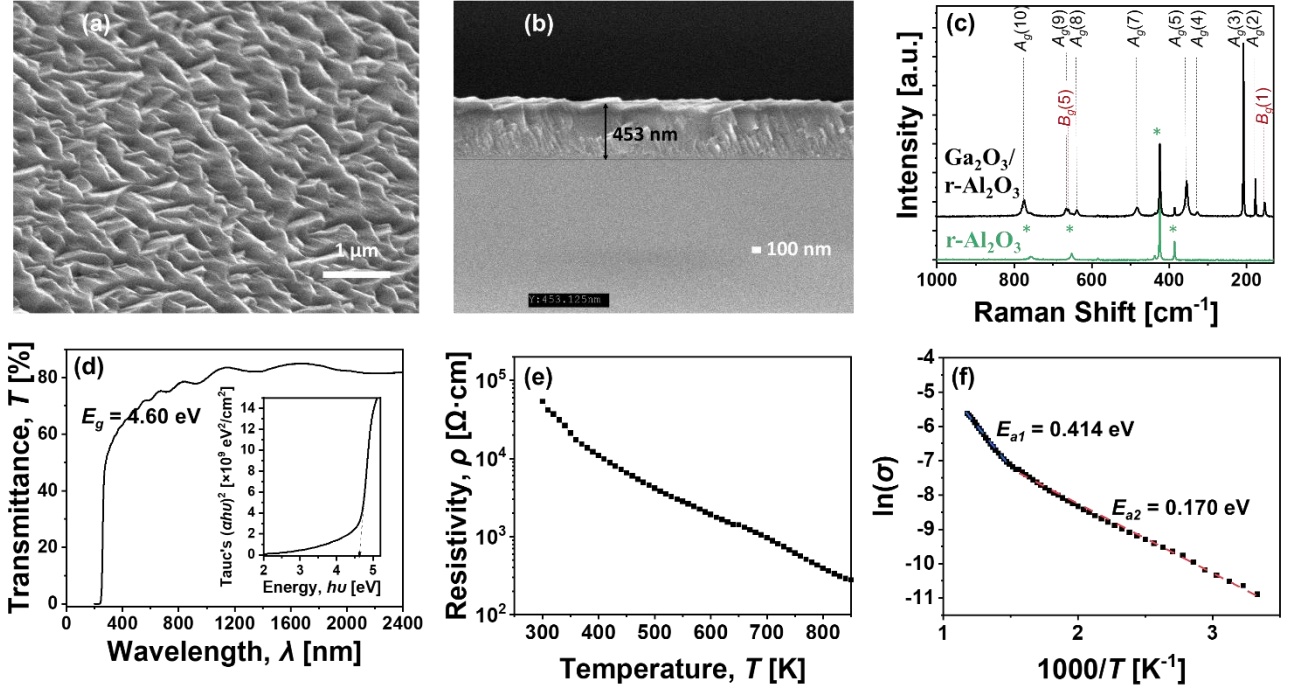 (a)
1 μm
(b)
453 nm
100 nm
Y:453.125nm
(c)
Ag(10)
Ag(9)
Ag(8)
Ag(7)
Ag(5)
Ag(4)
Ag(3)
Ag(2)
Bg(5)
Bg(1)
*
Ga₂O₃/
r-Al₂O₃
* * *
r-Al₂O₃
Intensity [a.u.]
1000 800 600 400 200
Raman Shift [cm⁻¹]
(d)
Eg = 4.60 eV
Transmittance, T [%]
80
60
40
20
0
0 400 800 1200 1600 2000 2400
Wavelength, λ [nm]
Tauc's (αhυ)² [×10⁹ eV²/cm²]
14
12
10
8
6
4
2
0
2 3 4 5
Energy, hυ [eV]
(e)
Resistivity, ρ [Ω·cm]
10⁵
10⁴
10³
10²
300 400 500 600 700 800
Temperature, T [K]
(f)
ln(σ)
-4
-5
-6
-7
-8
-9
-10
-11
Ea1 = 0.414 eV
Ea2 = 0.170 eV
1 2 3
1000/T [K⁻¹]